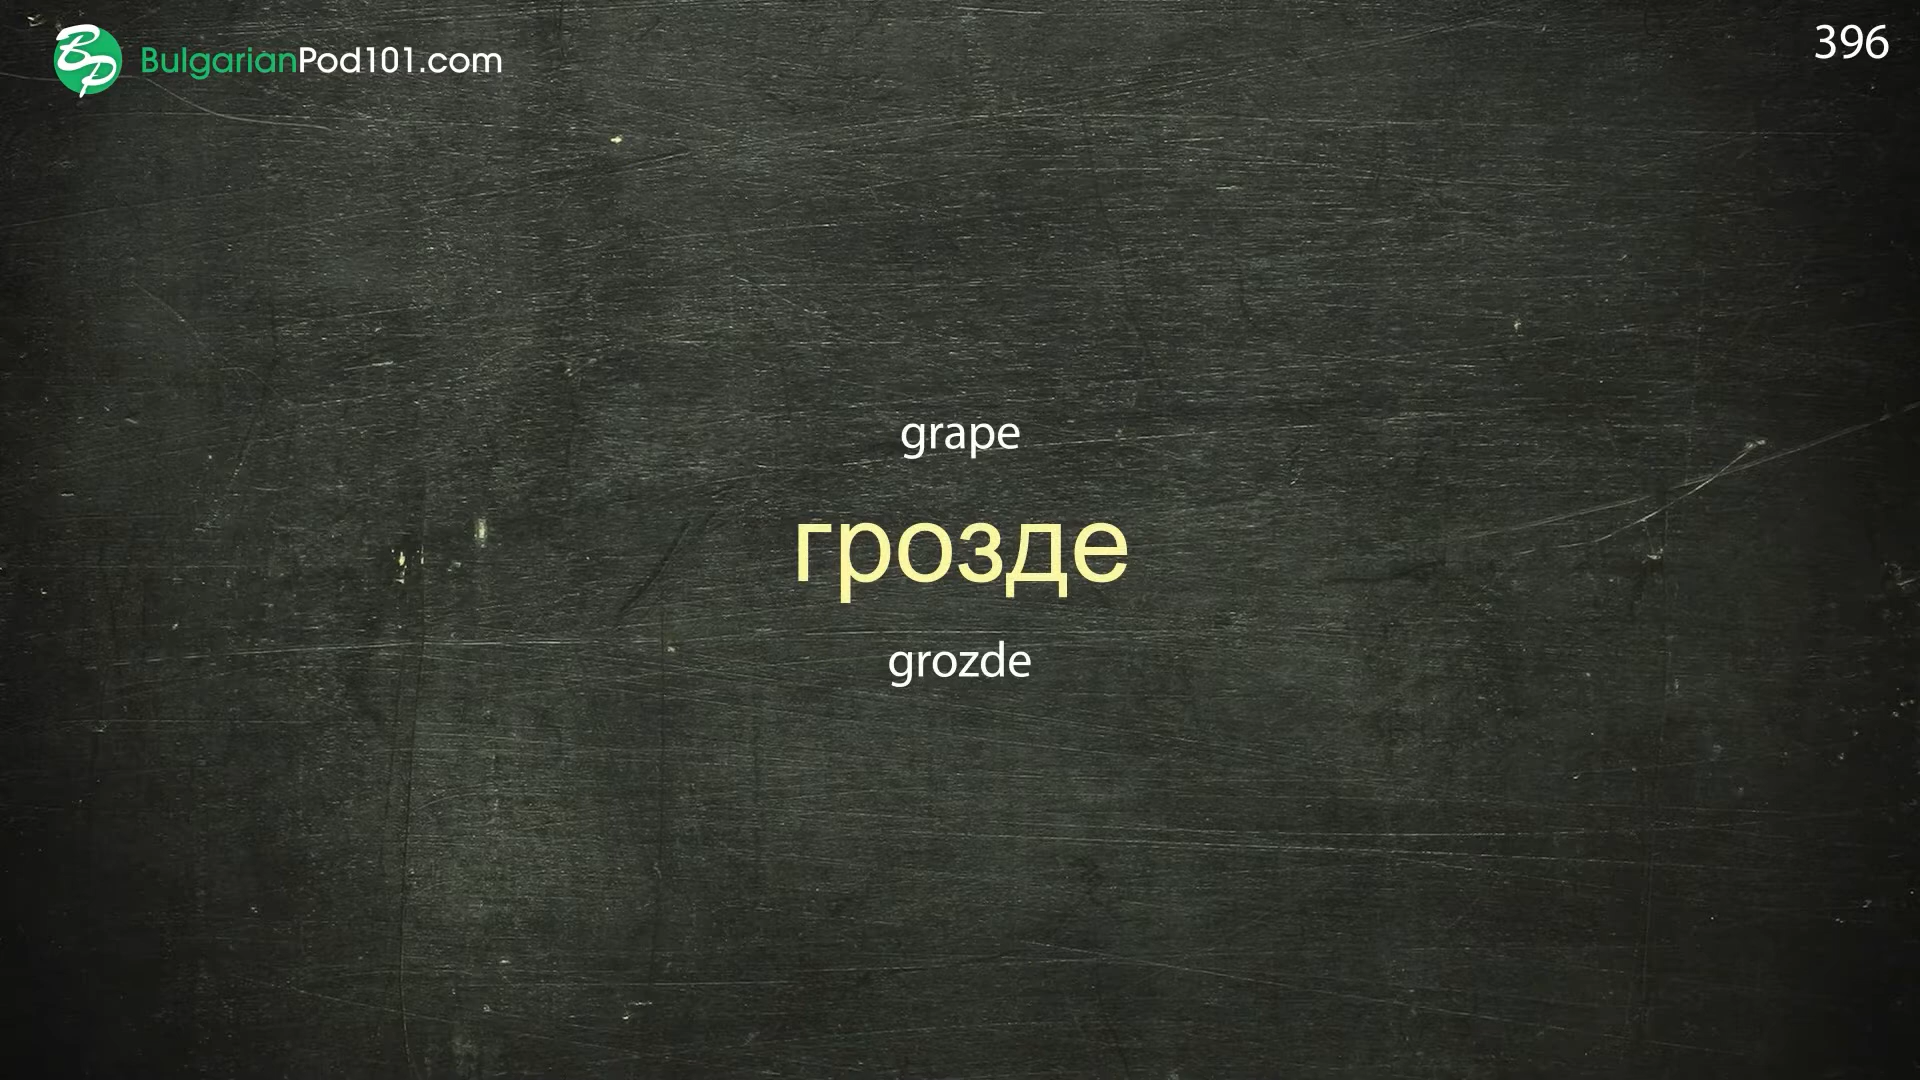 BulgarianPod101.com
396
grape
грозде
grozde